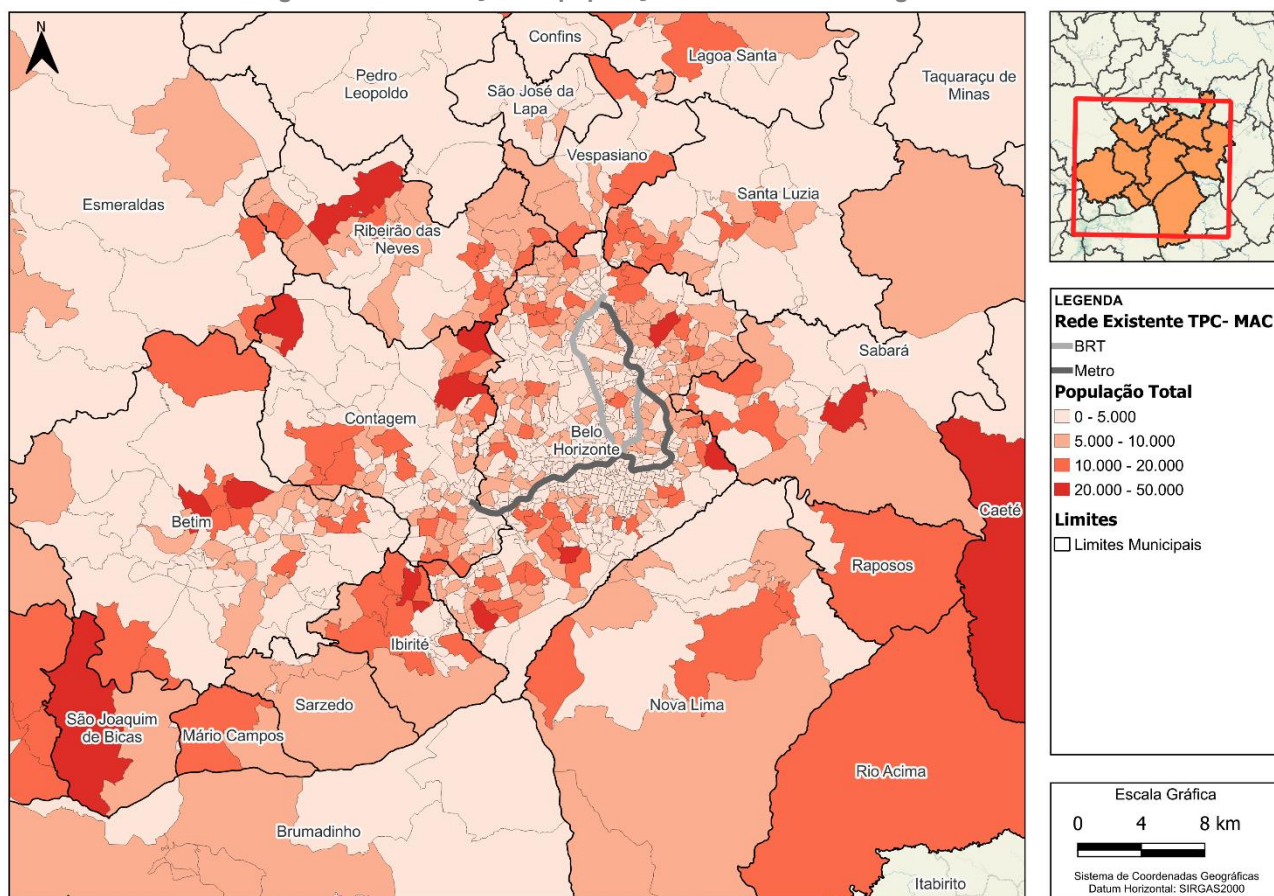 N
Confins
Lagoa Santa
Pedro
Leopoldo
São José da
Lapa
Taquaraçu de
Minas
Vespasiano
Esmeraldas
Santa Luzia
Ribeirão das
Neves
Sabará
Contagem
Belo
Horizonte
Betim
Caeté
Raposos
Ibirité
Sarzedo
Nova Lima
São Joaquim
de Bicas
Mário Campos
Rio Acima
Brumadinho
Itabirito
LEGENDA
Rede Existente TPC- MAC
BRT
Metro
População Total
0 - 5.000
5.000 - 10.000
10.000 - 20.000
20.000 - 50.000
Limites
Limites Municipais
Escala Gráfica
0 4 8 km
Sistema de Coordenadas Geográficas
Datum Horizontal: SIRGAS2000